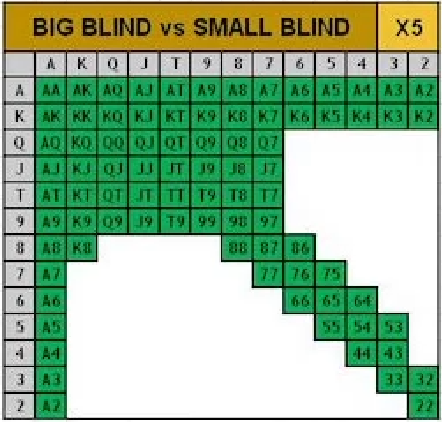 BIG BLIND vs SMALL BLIND X5
A K Q J T 9 8 7 6 5 4 3 2
A AA AK AQ AJ AT A9 A8 A7 A6 A5 A4 A3 A2
K AK KK KQ KJ KT K9 K8 K7 K6 K5 K4 K3 K2
Q AQ KQ QQ QJ QT Q9 Q8 Q7
J AJ KJ QJ JJ JT J9 J8 J7
T AT KT QT JT TT T9 T8 T7
9 A9 K9 Q9 J9 T9 99 98 97
8 A8 K8 88 87 86
7 A7 77 76 75
6 A6 66 65 64
5 A5 55 54 53
4 A4 44 43
3 A3 33 32
2 A2 22